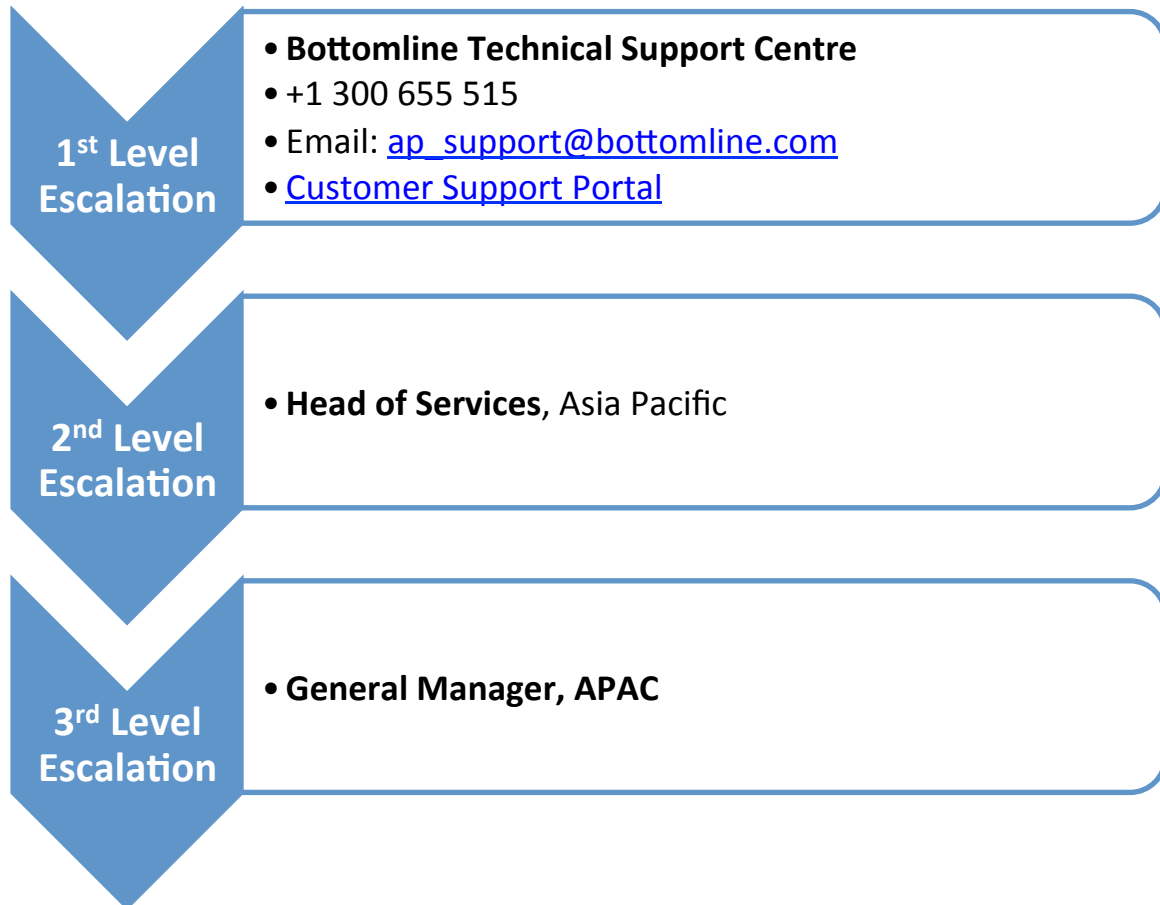 1st Level
Escalation
• Bottomline Technical Support Centre
• +1 300 655 515
• Email: ap_support@bottomline.com
• Customer Support Portal
2nd Level
Escalation
• Head of Services, Asia Pacific
3rd Level
Escalation
• General Manager, APAC